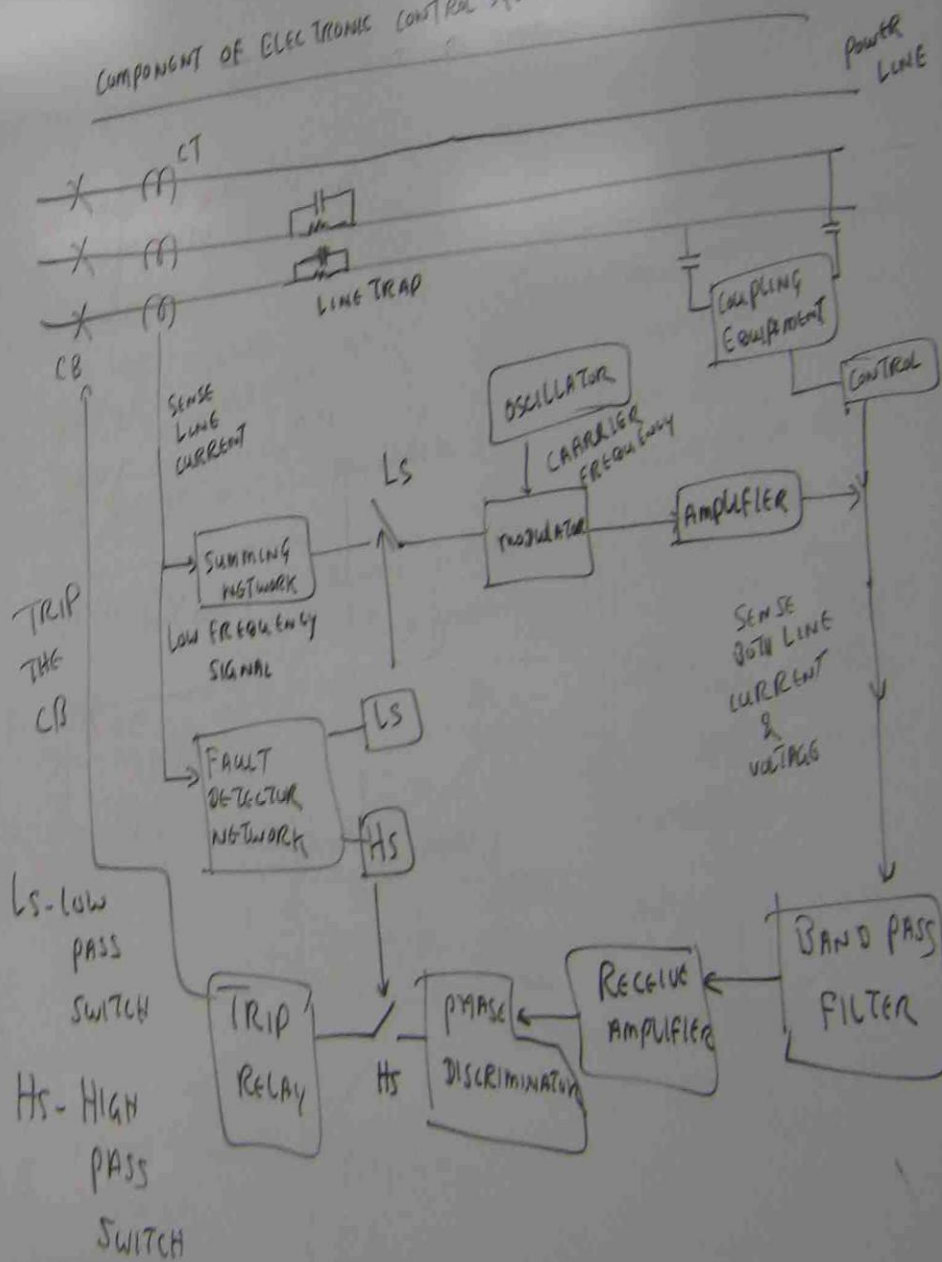 COMPONENT OF ELECTRONIC CONTROL
POWER
LINE
CT
LINE TRAP
CB
SENSE
LINE
CURRENT
COUPLING
EQUIPMENT
CONTROL
OSCILLATOR
CAARRIER
FREQUENCY
LS
SUMMING
NETWORK
MODULATOR
AMPLIFIER
LOW FREQUENCY
SIGNAL
TRIP
THE
CB
SENSE
BOTH LINE
CURRENT
&
VOLTAGE
LS
FAULT
DETECTOR
NETWORK
HS
LS-LOW
PASS
SWITCH
TRIP
RELAY
HS
PHASE
DISCRIMINATOR
RECEIVE
AMPLIFIER
BAND PASS
FILTER
HS-HIGH
PASS
SWITCH